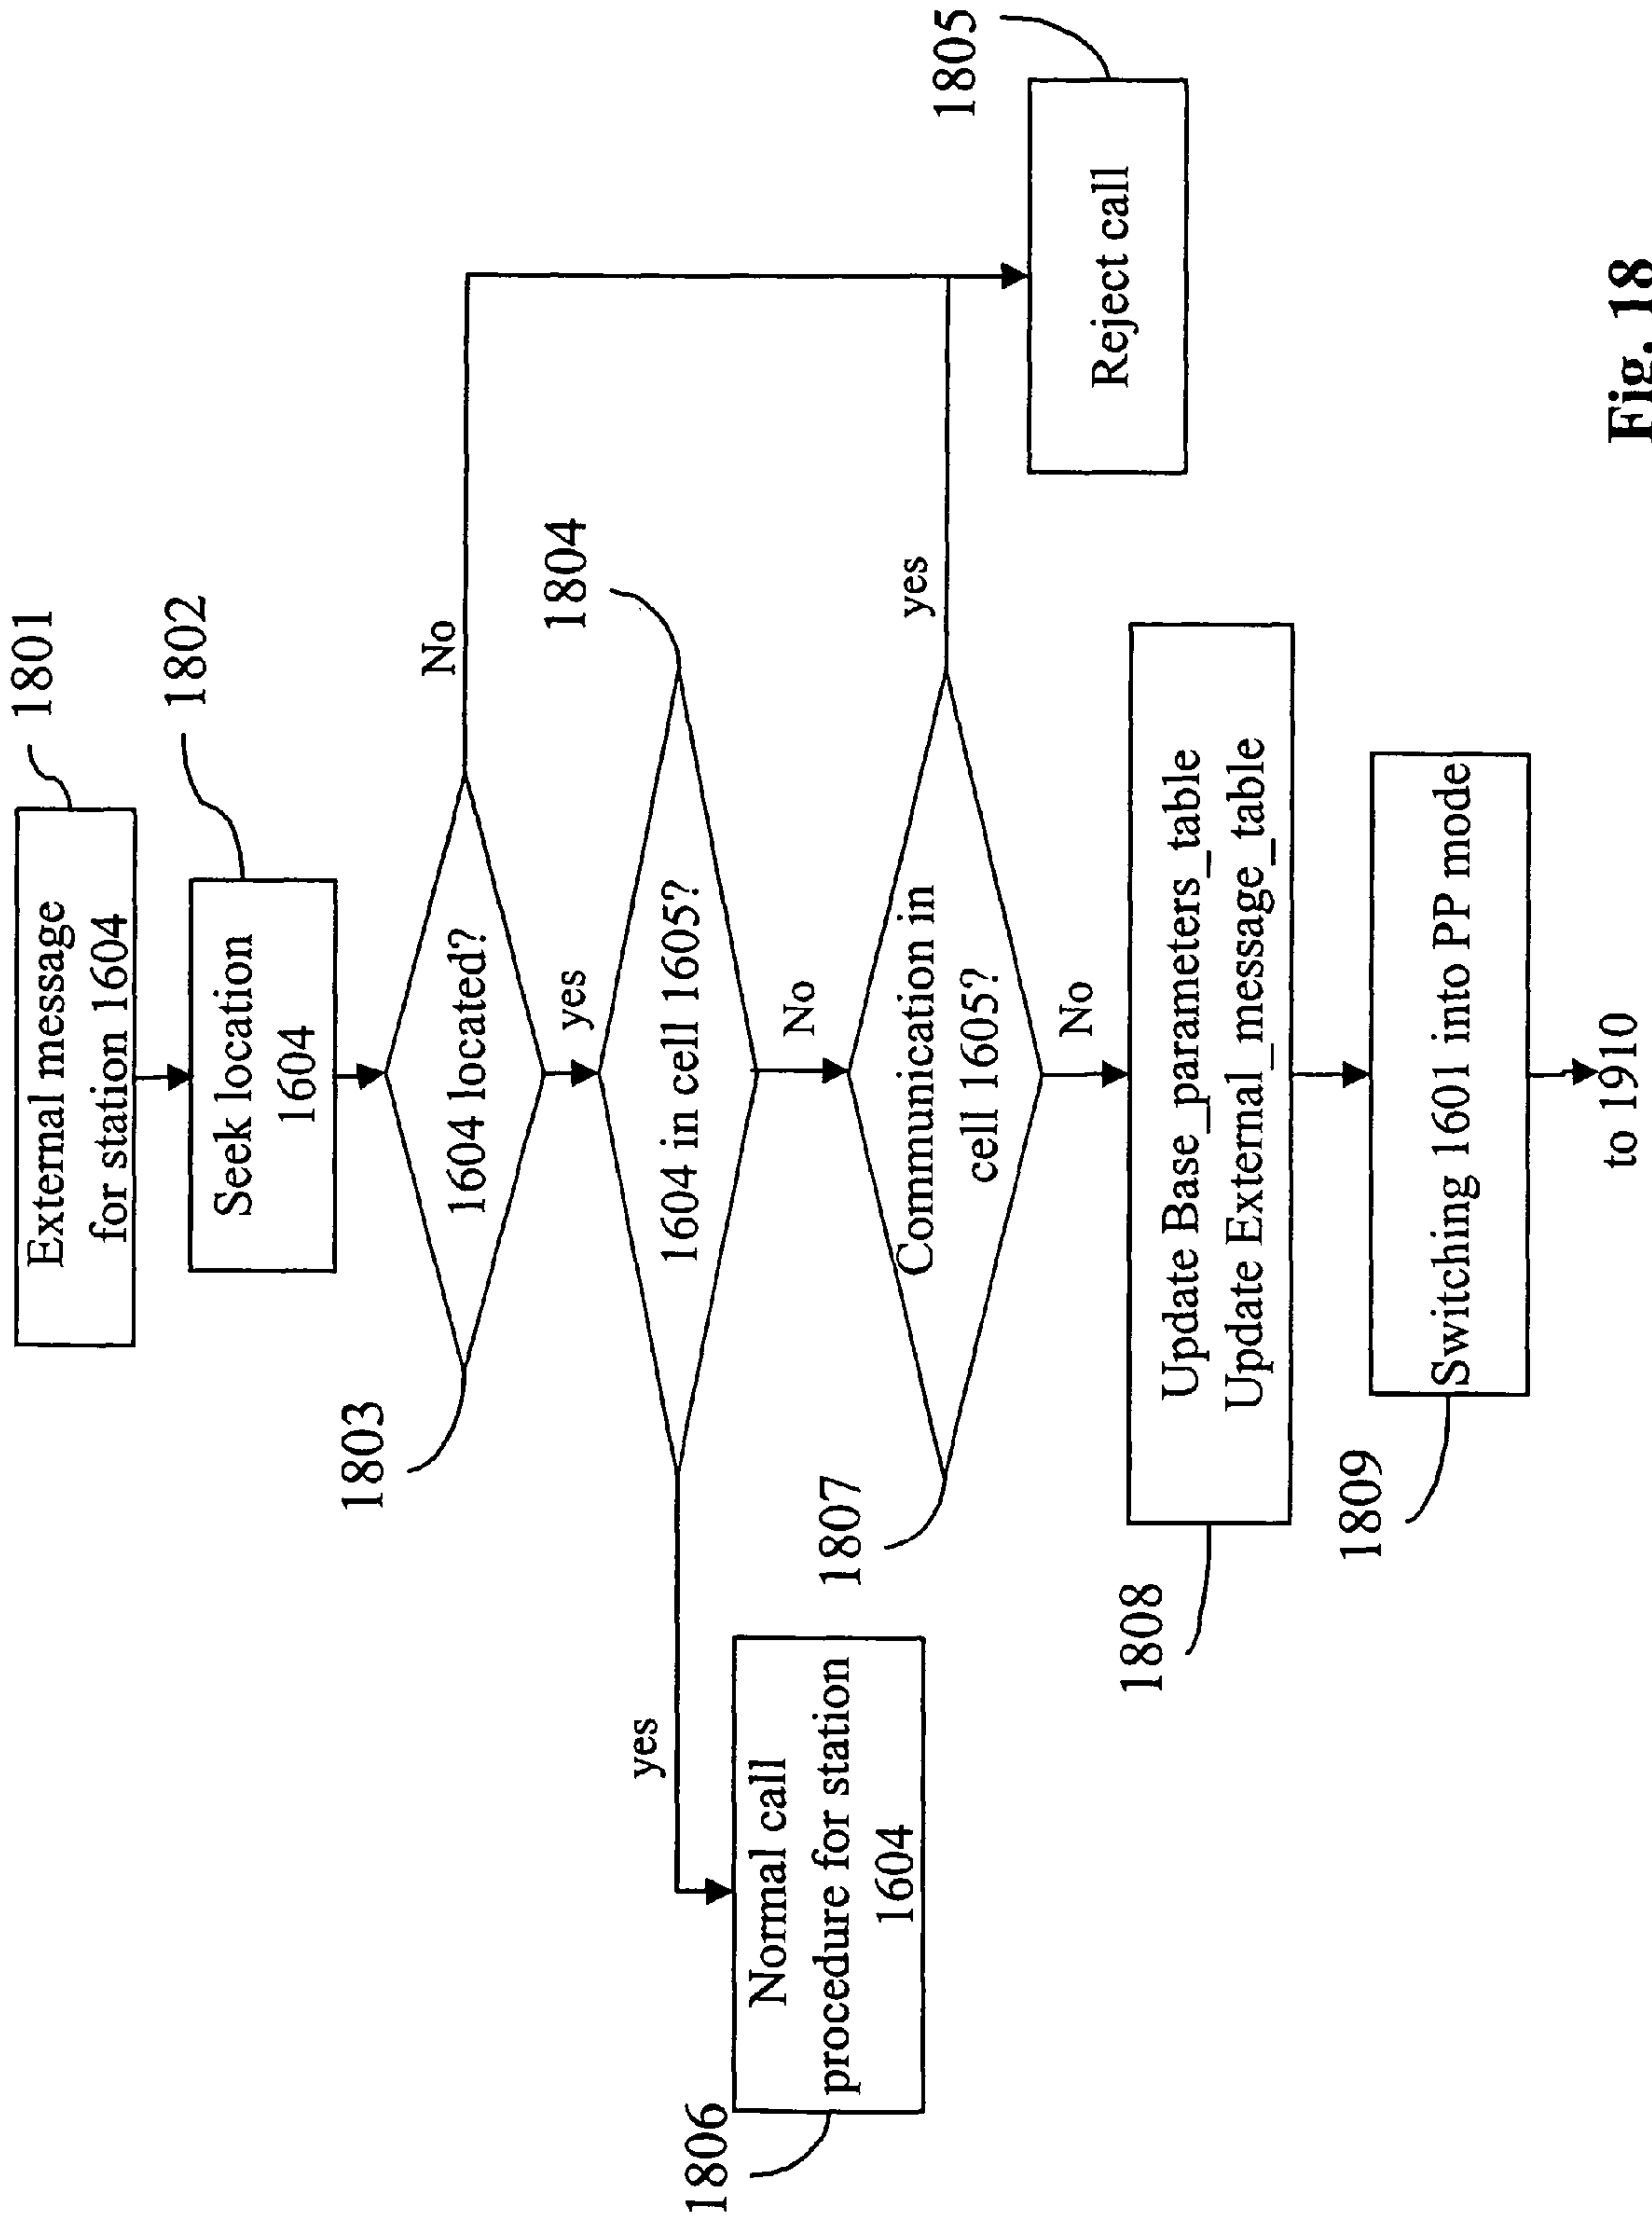 1801
External message
for station 1604
1802
Seek location
1604
1803
1604 located?
No
yes
1804
1604 in cell 1605?
yes
No
1806
Normal call
procedure for station
1604
1807
Communication in
cell 1605?
yes
No
1805
Reject call
1808
Update Base_parameters_table
Update External_message_table
1809
Switching 1601 into PP mode
to 1910
Fig. 18